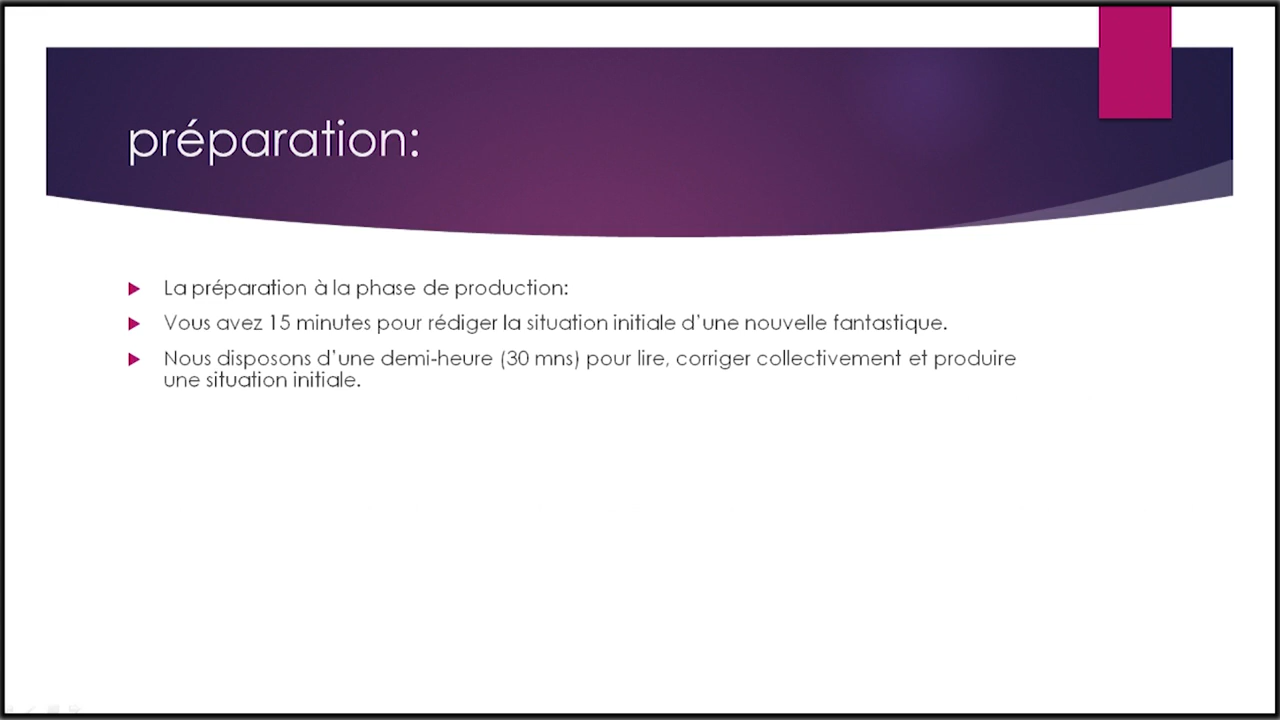 préparation:
La préparation à la phase de production:
Vous avez 15 minutes pour rédiger la situation initiale d’une nouvelle fantastique.
Nous disposons d’une demi-heure (30 mns) pour lire, corriger collectivement et produire
une situation initiale.